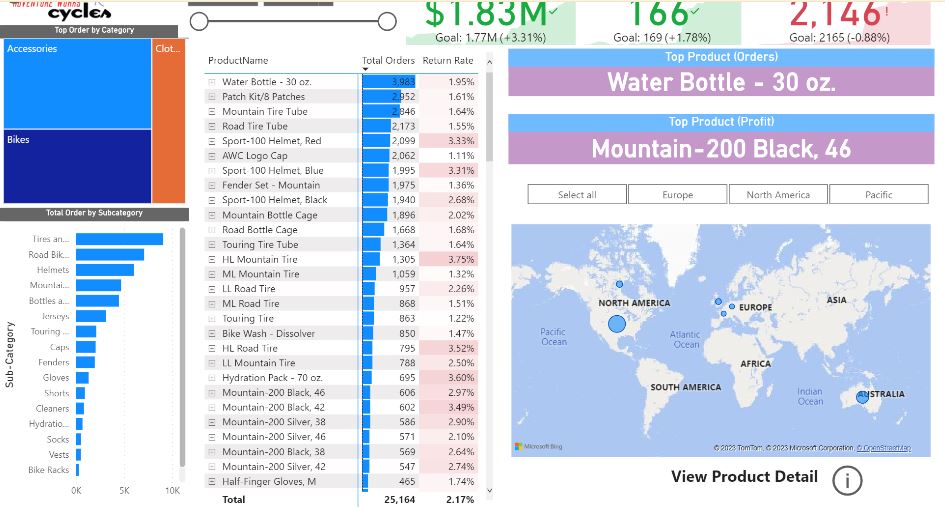 ADVENTURE WORKS
cycles
Top Order by Category
Accessories
Clot...
Bikes
Total Order by Subcategory
Sub-Category
Tires an...
Road Bik...
Helmets
Mountai...
Bottles a...
Jerseys
Touring ...
Caps
Fenders
Gloves
Shorts
Cleaners
Hydratio...
Socks
Vests
Bike Racks
0K 5K 10K
$1.83M
Goal: 1.77M (+3.31%)
166
Goal: 169 (+1.78%)
2,146!
Goal: 2165 (-0.88%)
ProductName Total Orders Return Rate
Water Bottle - 30 oz. 3,983 1.95%
Patch Kit/8 Patches 2,952 1.61%
Mountain Tire Tube 2,846 1.64%
Road Tire Tube 2,173 1.55%
Sport-100 Helmet, Red 2,099 3.33%
AWC Logo Cap 2,062 1.11%
Sport-100 Helmet, Blue 1,995 3.31%
Fender Set - Mountain 1,975 1.36%
Sport-100 Helmet, Black 1,940 2.68%
Mountain Bottle Cage 1,896 2.02%
Road Bottle Cage 1,668 1.68%
Touring Tire Tube 1,364 1.64%
HL Mountain Tire 1,305 3.75%
ML Mountain Tire 1,059 1.32%
LL Road Tire 957 2.26%
ML Road Tire 868 1.51%
Touring Tire 863 1.22%
Bike Wash - Dissolver 850 1.47%
HL Road Tire 795 3.52%
LL Mountain Tire 788 2.50%
Hydration Pack - 70 oz. 695 3.60%
Mountain-200 Black, 46 606 2.97%
Mountain-200 Black, 42 602 3.49%
Mountain-200 Silver, 38 586 2.90%
Mountain-200 Silver, 46 571 2.10%
Mountain-200 Black, 38 569 2.64%
Mountain-200 Silver, 42 547 2.74%
Half-Finger Gloves, M 465 1.74%
Total 25,164 2.17%
Top Product (Orders)
Water Bottle - 30 oz.
Top Product (Profit)
Mountain-200 Black, 46
Select all Europe North America Pacific
NORTH AMERICA
EUROPE
ASIA
Pacific
Ocean
Atlantic
Ocean
AFRICA
SOUTH AMERICA
Indian
Ocean
AUSTRALIA
Microsoft Bing
© 2023 TomTom, © 2023 Microsoft Corporation, © OpenStreetMap
View Product Detail
i